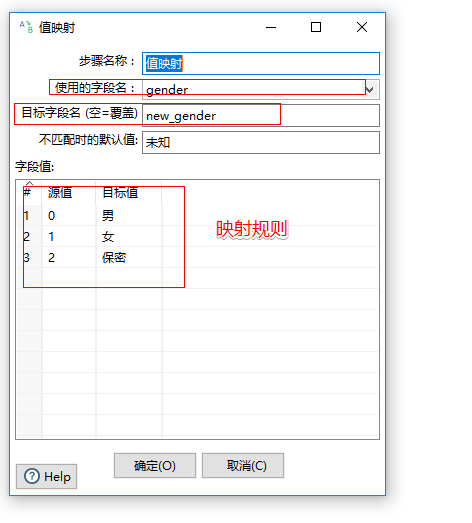 值映射
步骤名称： 值映射
使用的字段名： gender
目标字段名 (空=覆盖) new_gender
不匹配时的默认值: 未知
字段值:
# 源值 目标值
1 0 男
2 1 女
3 2 保密
映射规则
确定(O) 取消(C)
Help